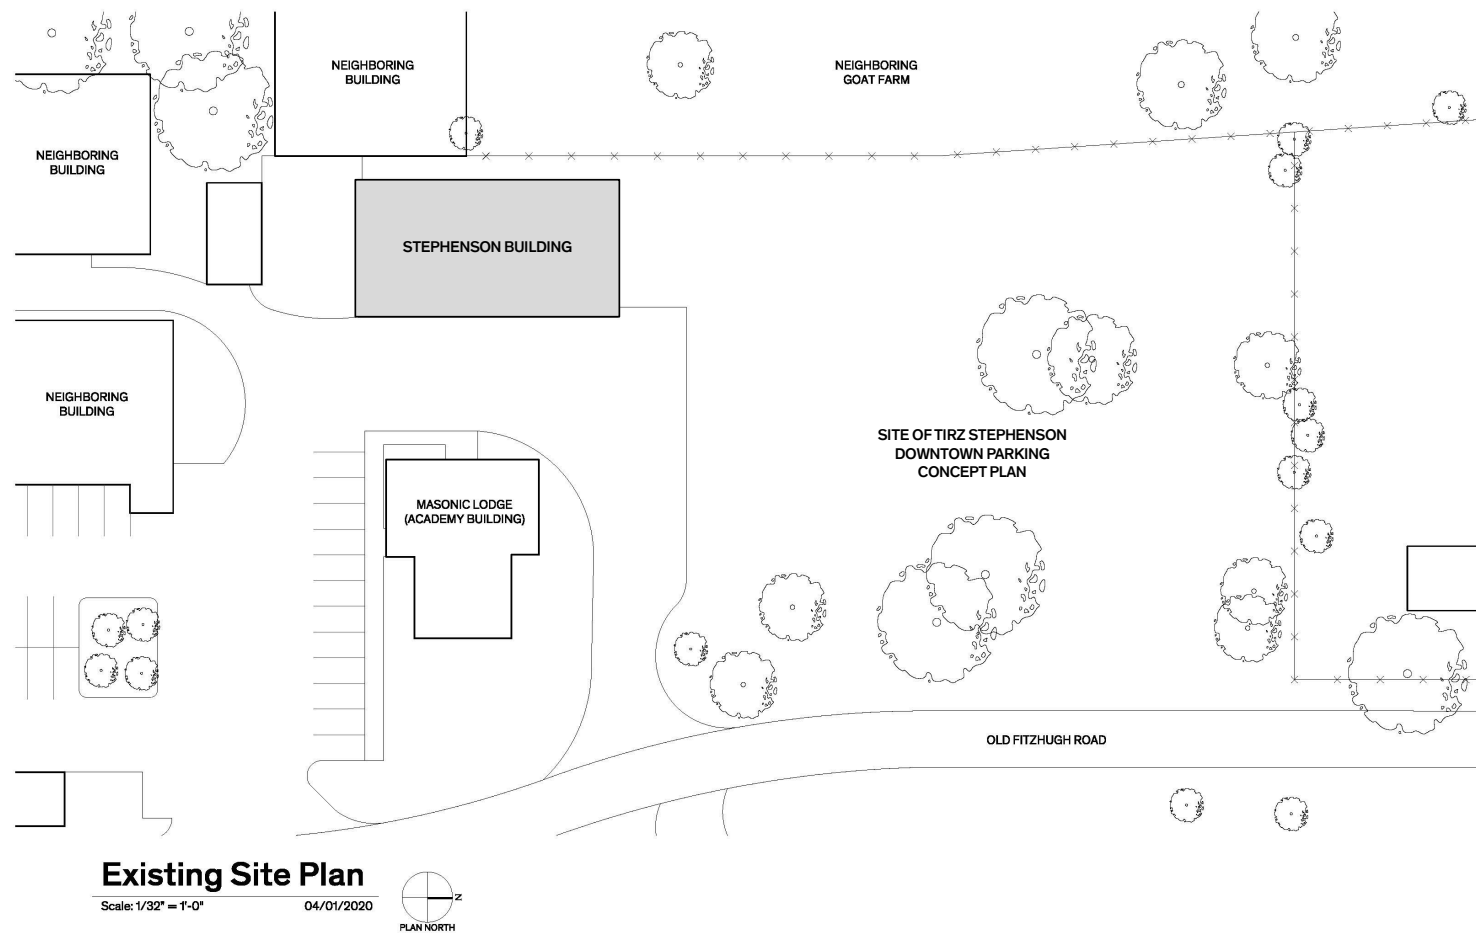 NEIGHBORING
BUILDING
NEIGHBORING
GOAT FARM
NEIGHBORING
BUILDING
STEPHENSON BUILDING
NEIGHBORING
BUILDING
SITE OF TIRZ STEPHENSON
DOWNTOWN PARKING
CONCEPT PLAN
MASONIC LODGE
(ACADEMY BUILDING)
OLD FITZHUGH ROAD
Existing Site Plan
Scale: 1/32" = 1'-0" 04/01/2020
N
PLAN NORTH